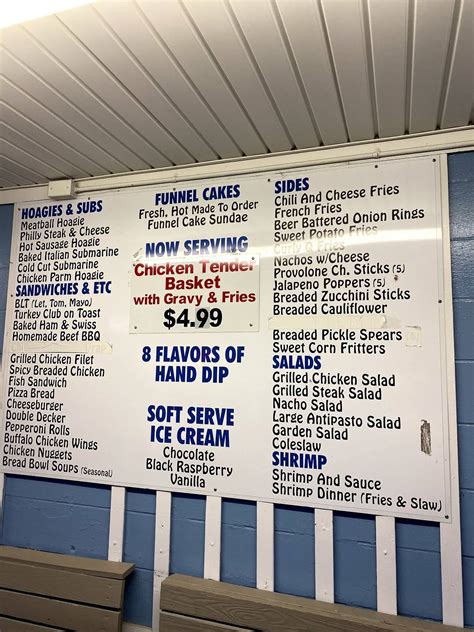 HOAGIES & SUBS
Meatball Hoagie
Philly Steak & Cheese
Hot Sausage Hoagie
Baked Italian Submarine
Cold Cut Submarine
Chicken Parm Hoagie
SANDWICHES & ETC
BLT (Let, Tom, Mayo)
Turkey Club on Toast
Baked Ham & Swiss
Homemade Beef BBQ
Grilled Chicken Filet
Spicy Breaded Chicken
Fish Sandwich
Pizza Bread
Cheeseburger
Double Decker
Pepperoni Rolls
Buffalo Chicken Wings
Chicken Nuggets
Bread Bowl Soups (Seasonal)
FUNNEL CAKES
Fresh, Hot Made To Order
Funnel Cake Sundae
NOW SERVING
Chicken Tender
Basket
with Gravy & Fries
$4.99
8 FLAVORS OF
HAND DIP
SOFT SERVE
ICE CREAM
Chocolate
Black Raspberry
Vanilla
SIDES
Chili And Cheese Fries
French Fries
Beer Battered Onion Rings
Sweet Potato Fries
Curly Q Fries
Nachos w/Cheese
Provolone Ch. Sticks (5)
Jalapeno Poppers (5)
Breaded Zucchini Sticks
Breaded Cauliflower
Breaded Pickle Spears
Sweet Corn Fritters
SALADS
Grilled Chicken Salad
Grilled Steak Salad
Nacho Salad
Large Antipasto Salad
Garden Salad
Coleslaw
SHRIMP
Shrimp And Sauce
Shrimp Dinner (Fries & Slaw)